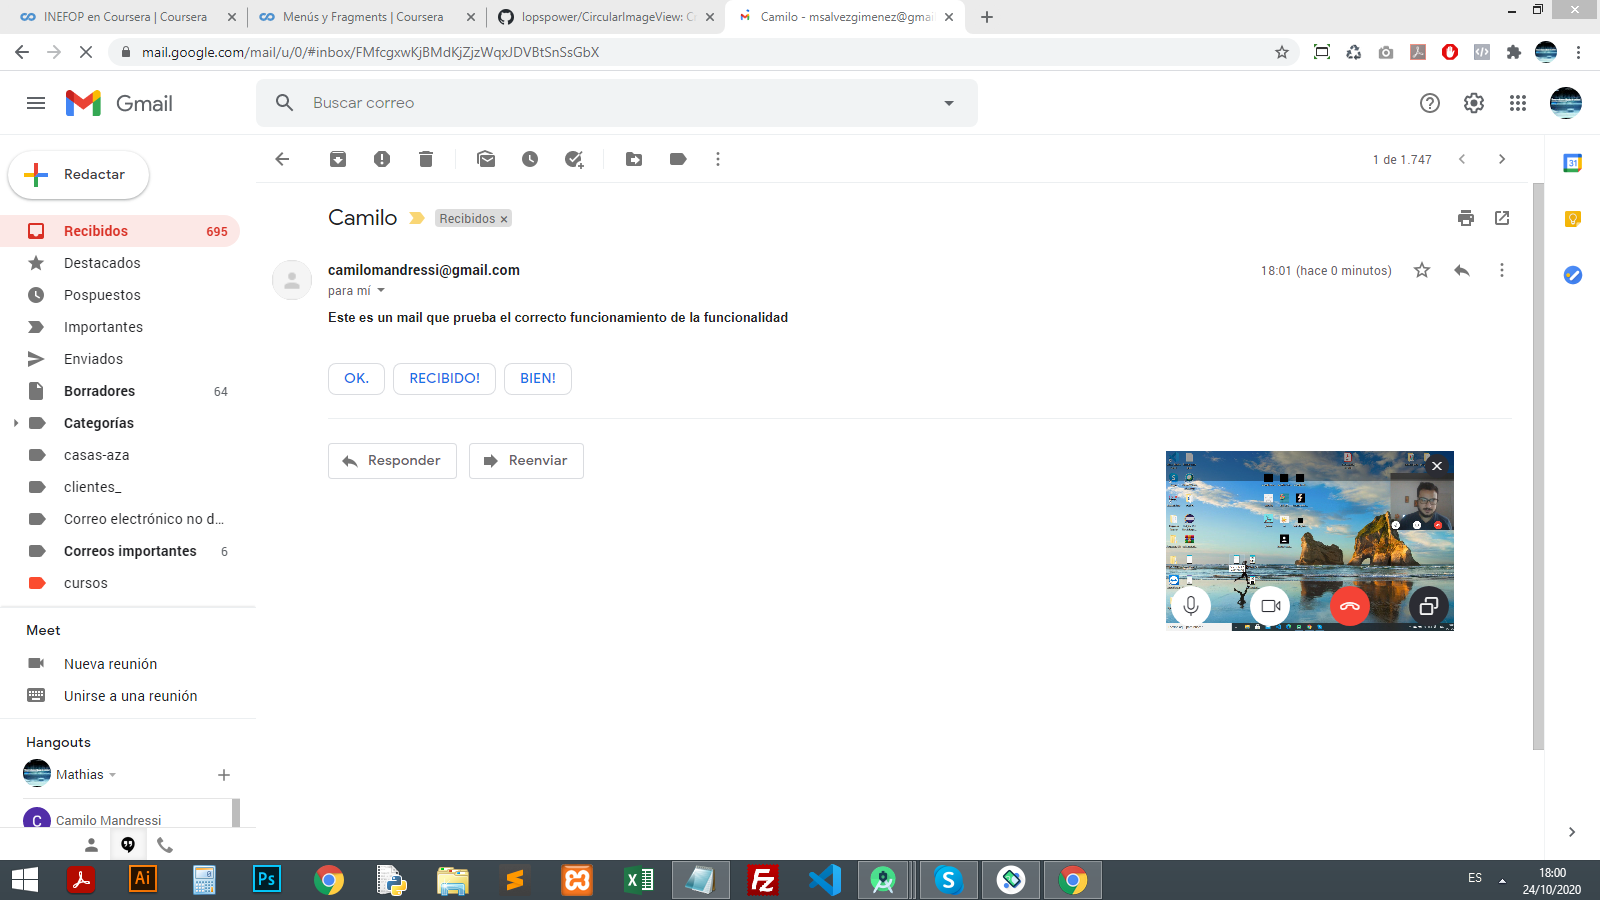 INEFOP en Coursera | Coursera
Menús y Fragments | Coursera
lopspower/CircularImageView: C
Camilo - msalvezgimenez@gmai
mail.google.com/mail/u/0/#inbox/FMfcgxwKjBMdKjZjzWqxJDVBtSnSsGbX
Gmail
Buscar correo
Redactar
1 de 1.747
Recibidos 695
Destacados
Pospuestos
Importantes
Enviados
Borradores 64
Categorías
casas-aza
clientes_
Correo electrónico no d...
Correos importantes 6
cursos
Meet
Nueva reunión
Unirse a una reunión
Hangouts
Mathias
Camilo Mandressi
Camilo Recibidos x
camilomandressi@gmail.com
18:01 (hace 0 minutos)
para mí
Este es un mail que prueba el correcto funcionamiento de la funcionalidad
OK. RECIBIDO! BIEN!
Responder Reenviar
31
C
Ai
Ps
Fz
S
ES
18:00
24/10/2020